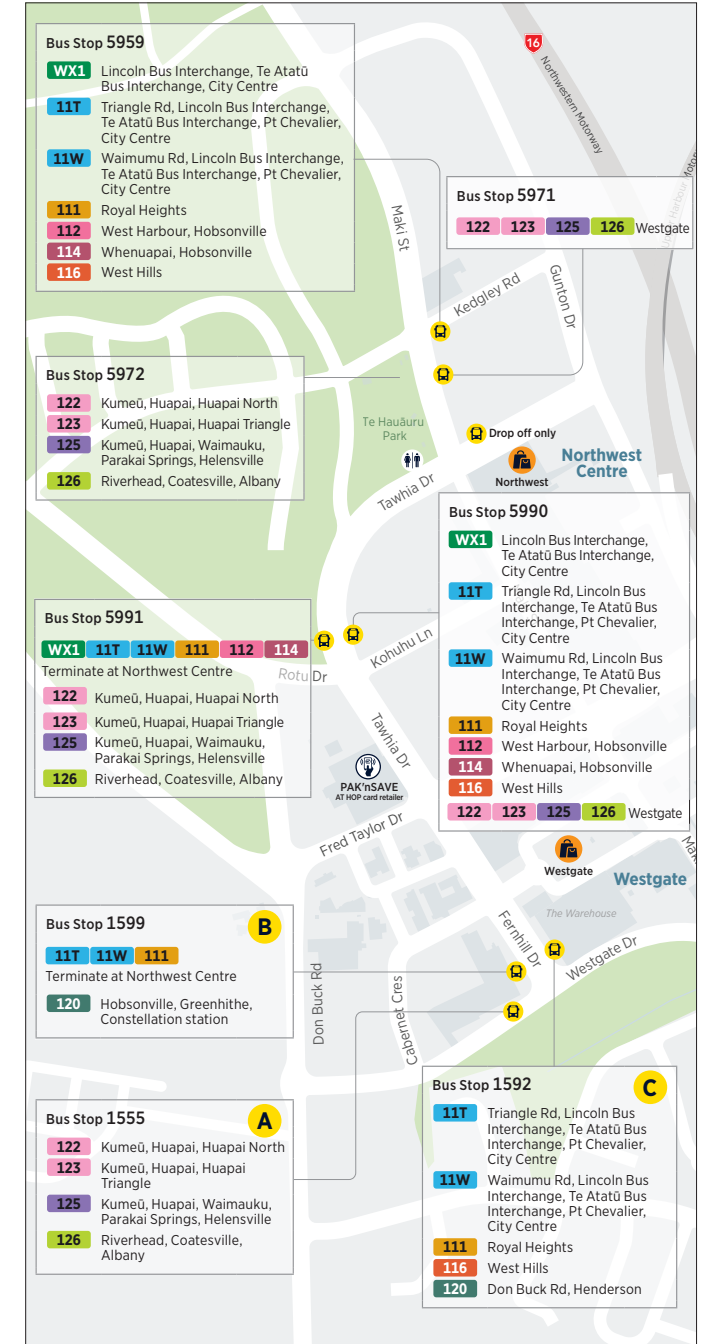 Bus Stop 5959
WX1 Lincoln Bus Interchange, Te Atatū
Bus Interchange, City Centre
11T Triangle Rd, Lincoln Bus Interchange,
Te Atatū Bus Interchange, Pt Chevalier,
City Centre
11W Waimumu Rd, Lincoln Bus Interchange,
Te Atatū Bus Interchange, Pt Chevalier,
City Centre
111 Royal Heights
112 West Harbour, Hobsonville
114 Whenuapai, Hobsonville
116 West Hills
16
Northwestern Motorway
Bus Stop 5971
122 123 125 126 Westgate
Maki St
Kedgley Rd
Gunton Dr
Bus Stop 5972
122 Kumeū, Huapai, Huapai North
123 Kumeū, Huapai, Huapai Triangle
125 Kumeū, Huapai, Waimauku,
Parakai Springs, Helensville
126 Riverhead, Coatesville, Albany
Te Hauāuru
Park
Drop off only
Northwest
Northwest
Centre
Tawhia Dr
Bus Stop 5990
WX1 Lincoln Bus Interchange,
Te Atatū Bus Interchange,
City Centre
11T Triangle Rd, Lincoln Bus
Interchange, Te Atatū Bus
Interchange, Pt Chevalier,
City Centre
11W Waimumu Rd, Lincoln Bus
Interchange, Te Atatū Bus
Interchange, Pt Chevalier,
City Centre
111 Royal Heights
112 West Harbour, Hobsonville
114 Whenuapai, Hobsonville
116 West Hills
122 123 125 126 Westgate
Bus Stop 5991
WX1 11T 11W 111 112 114
Terminate at Northwest Centre
122 Kumeū, Huapai, Huapai North
123 Kumeū, Huapai, Huapai Triangle
125 Kumeū, Huapai, Waimauku,
Parakai Springs, Helensville
126 Riverhead, Coatesville, Albany
Rotu Dr
Kohuhu Ln
Tawhia Dr
PAK'nSAVE
AT HOP card retailer
Fred Taylor Dr
Westgate
Westgate
The Warehouse
Fernhill Dr
Westgate Dr
Don Buck Rd
Cabernet Cres
Bus Stop 1599
B
11T 11W 111
Terminate at Northwest Centre
120 Hobsonville, Greenhithe,
Constellation station
Bus Stop 1555
A
122 Kumeū, Huapai, Huapai North
123 Kumeū, Huapai, Huapai
Triangle
125 Kumeū, Huapai, Waimauku,
Parakai Springs, Helensville
126 Riverhead, Coatesville,
Albany
Bus Stop 1592
C
11T Triangle Rd, Lincoln Bus
Interchange, Te Atatū Bus
Interchange, Pt Chevalier,
City Centre
11W Waimumu Rd, Lincoln Bus
Interchange, Te Atatū Bus
Interchange, Pt Chevalier,
City Centre
111 Royal Heights
116 West Hills
120 Don Buck Rd, Henderson